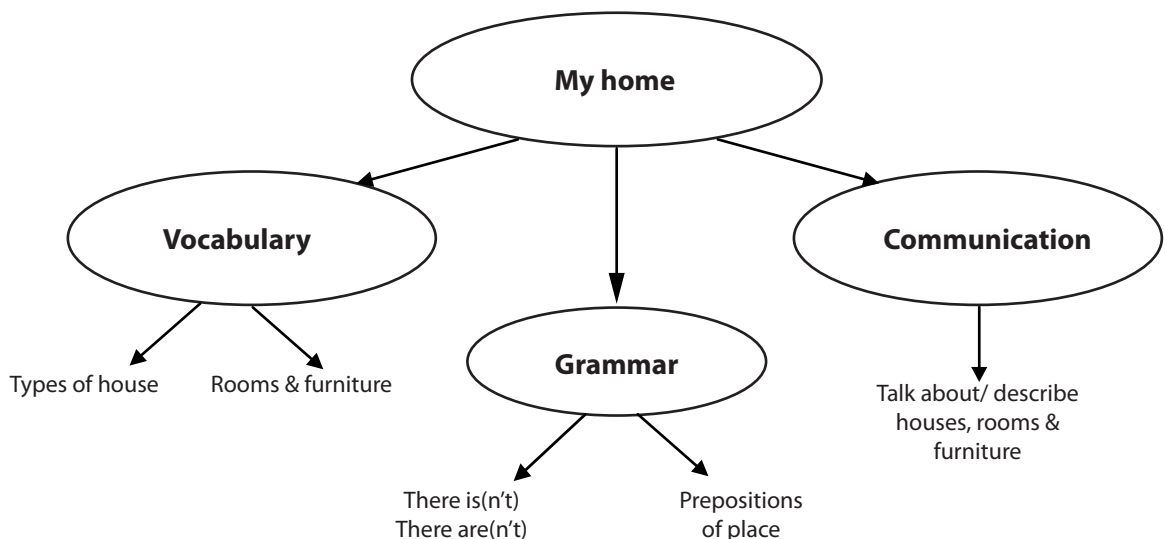 My home
Vocabulary
Communication
Grammar
Types of house
Rooms & furniture
Talk about/ describe
houses, rooms &
furniture
There is(n’t)
There are(n’t)
Prepositions
of place